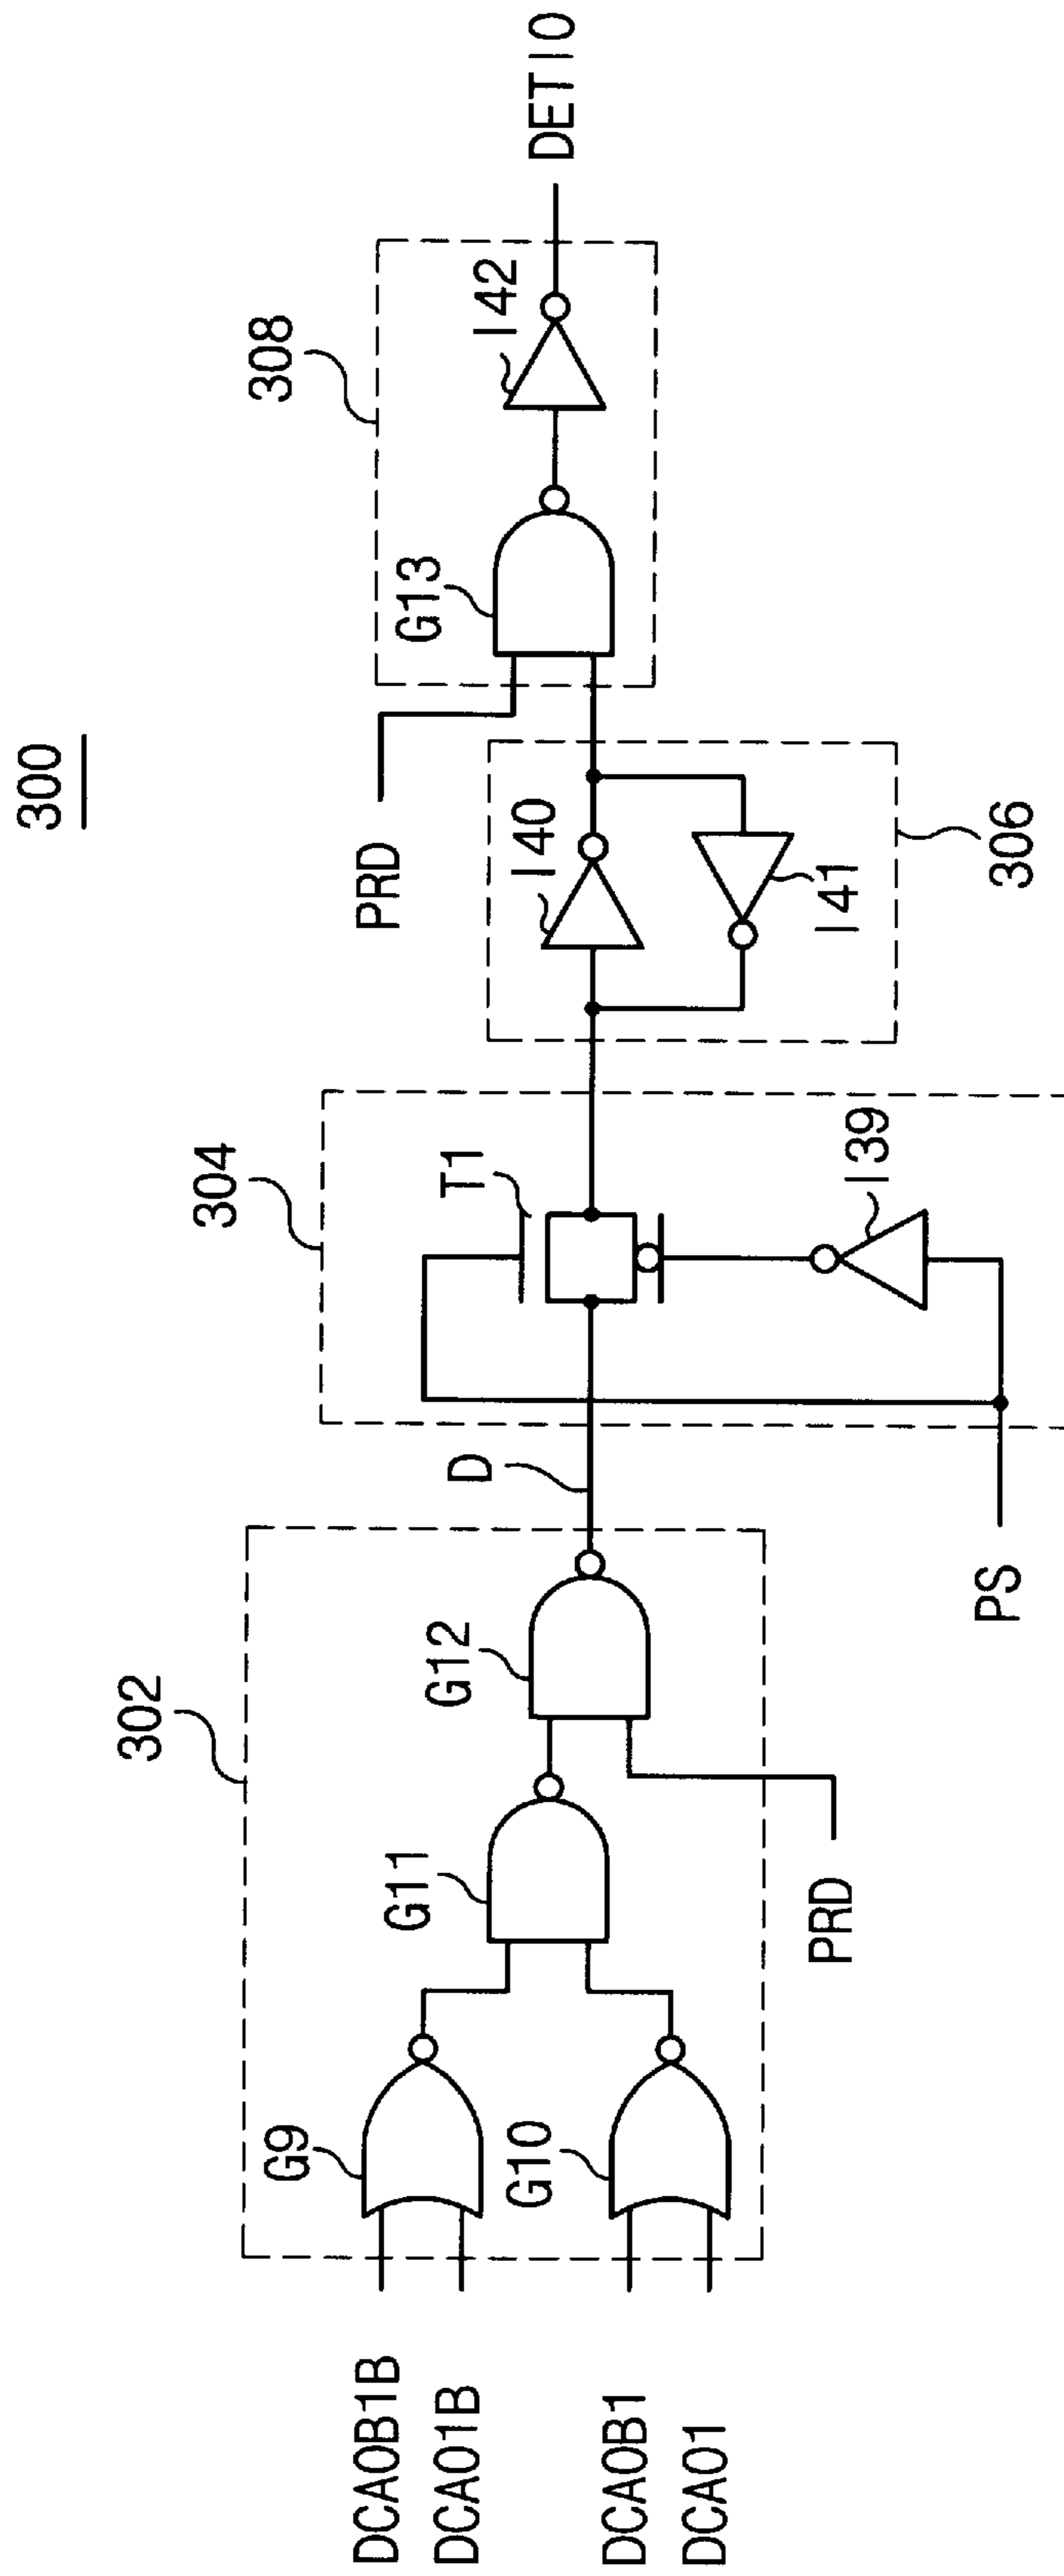 300
302
G9
G10
G11
G12
DCA0B1B
DCA01B
DCA0B1
DCA01
PRD
D
304
T1
I39
PS
306
I40
I41
PRD
308
G13
I42
DETIO